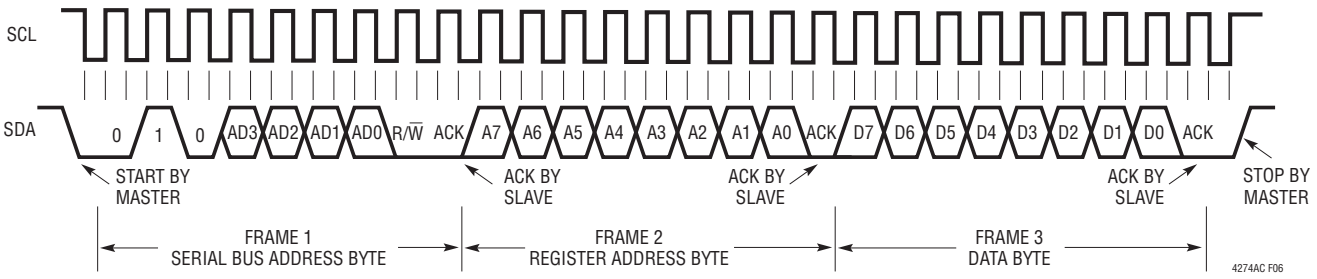 SCL
SDA 0 1 0 AD3 AD2 AD1 AD0 R/W̅ ACK A7 A6 A5 A4 A3 A2 A1 A0 ACK D7 D6 D5 D4 D3 D2 D1 D0 ACK
START BY
MASTER
ACK BY
SLAVE
ACK BY
SLAVE
ACK BY
SLAVE
STOP BY
MASTER
FRAME 1
SERIAL BUS ADDRESS BYTE
FRAME 2
REGISTER ADDRESS BYTE
FRAME 3
DATA BYTE
4274AC F06